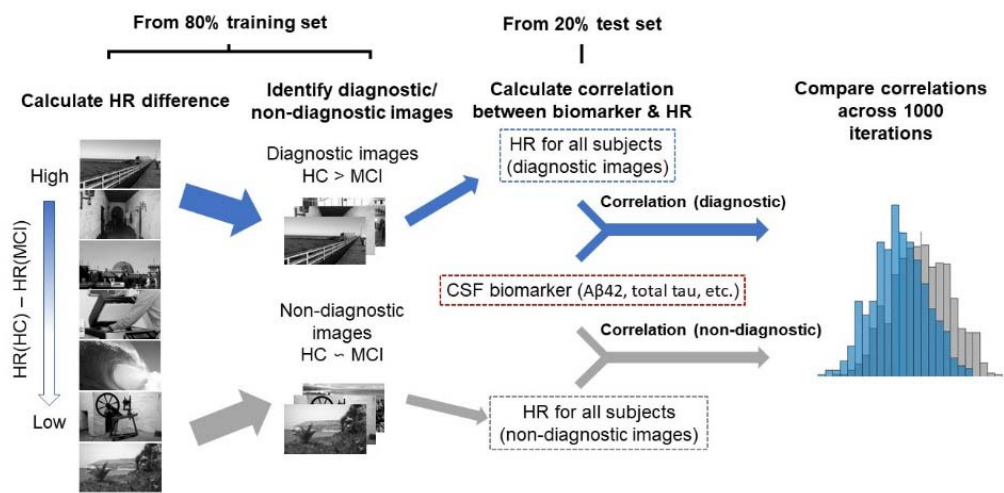 From 80% training set
From 20% test set
Calculate HR difference
Identify diagnostic/
non-diagnostic images
Calculate correlation
between biomarker & HR
Compare correlations
across 1000
iterations
High
HR(HC) – HR(MCI)
Low
Diagnostic images
HC > MCI
Non-diagnostic
images
HC ∽ MCI
HR for all subjects
(diagnostic images)
Correlation (diagnostic)
CSF biomarker (Aβ42, total tau, etc.)
Correlation (non-diagnostic)
HR for all subjects
(non-diagnostic images)